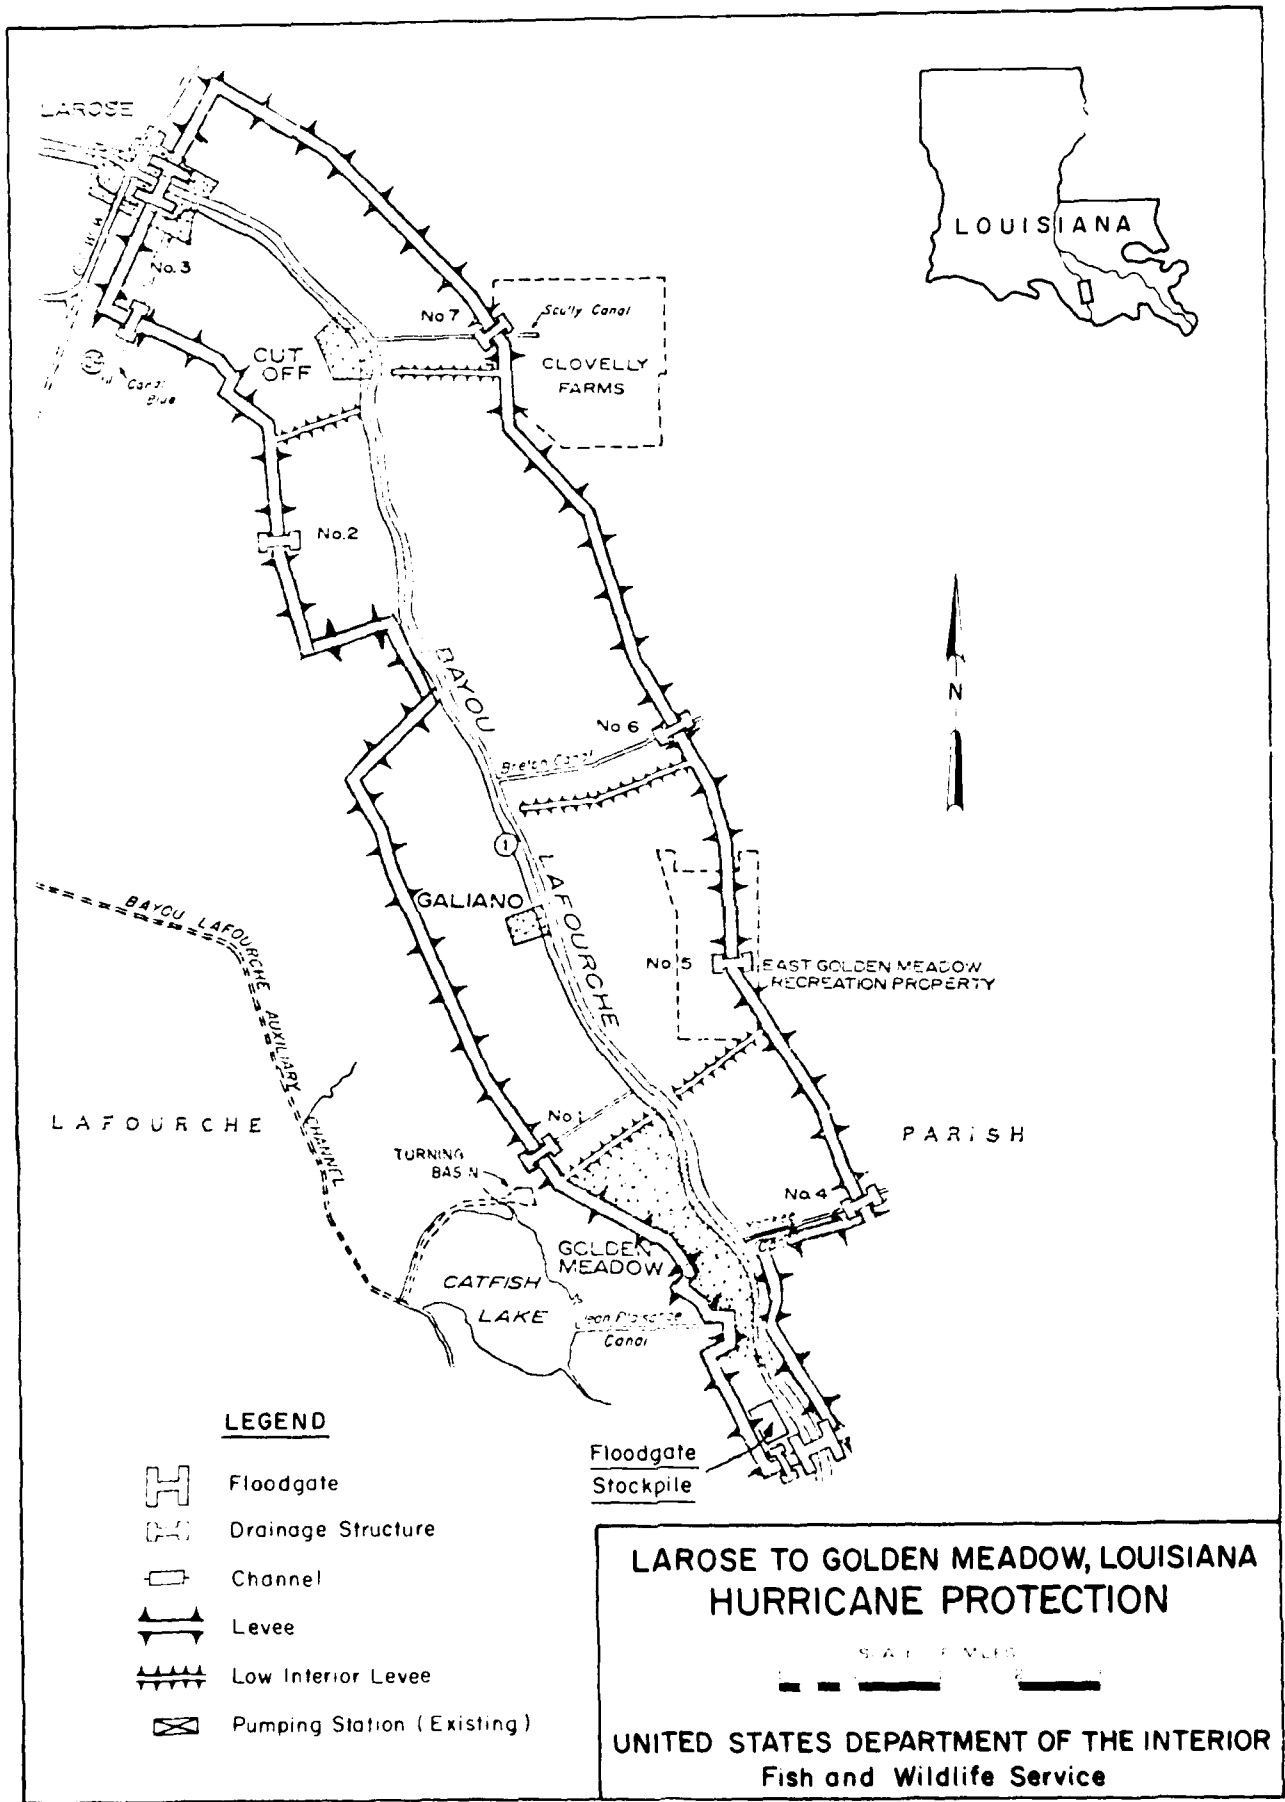 LAROSE
LOUISIANA
No.3
No 7
Scully Canal
CUT
OFF
CLOVELLY
FARMS
Canal
Blue
No.2
N
BAYOU
No 6
Breton Canal
1
LAFOURCHE
GALIANO
BAYOU LAFOURCHE AUXILIARY CHANNEL
No 5
EAST GOLDEN MEADOW
RECREATION PROPERTY
No.1
LAFOURCHE
PARISH
TURNING
BASIN
No.4
GOLDEN
MEADOW
CATFISH
LAKE
Jean Plaisance
Canal
LEGEND
Floodgate
Stockpile
Floodgate
Drainage Structure
Channel
Levee
Low Interior Levee
Pumping Station (Existing)
LAROSE TO GOLDEN MEADOW, LOUISIANA
HURRICANE PROTECTION
MILES
UNITED STATES DEPARTMENT OF THE INTERIOR
Fish and Wildlife Service